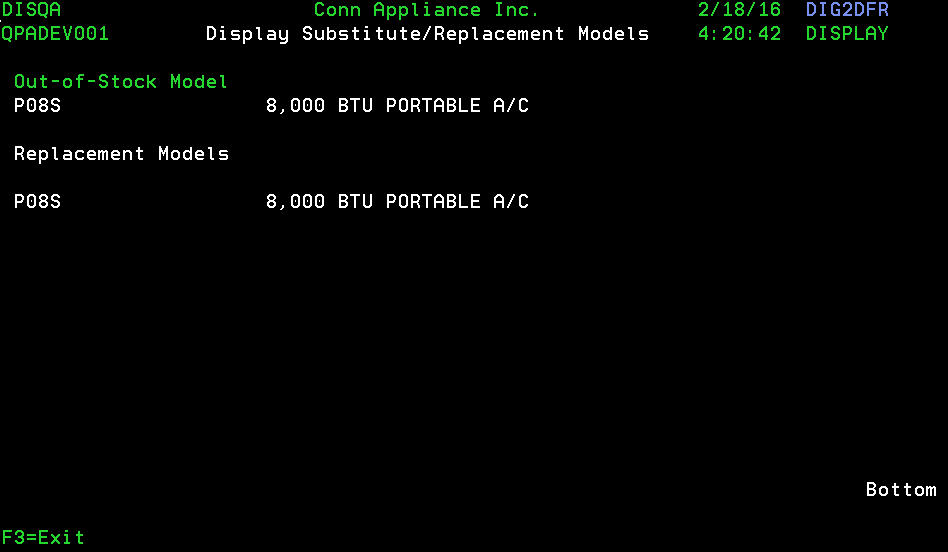 DISQA Conn Appliance Inc. 2/18/16 DIG2DFR
QPADEV001 Display Substitute/Replacement Models 4:20:42 DISPLAY
Out-of-Stock Model
P08S 8,000 BTU PORTABLE A/C
Replacement Models
P08S 8,000 BTU PORTABLE A/C
Bottom
F3=Exit